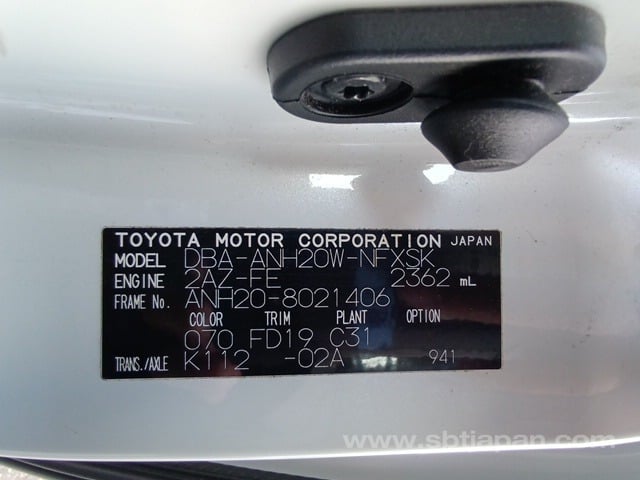 TOYOTA MOTOR CORPORATION JAPAN
MODEL DBA-ANH20W-NFXSK
ENGINE 2AZ-FE 2362 mL
FRAME No. ANH20-8021406
COLOR TRIM PLANT OPTION
070 FD19 C31
TRANS./AXLE K112 -02A 941
www.sbtjapan.com